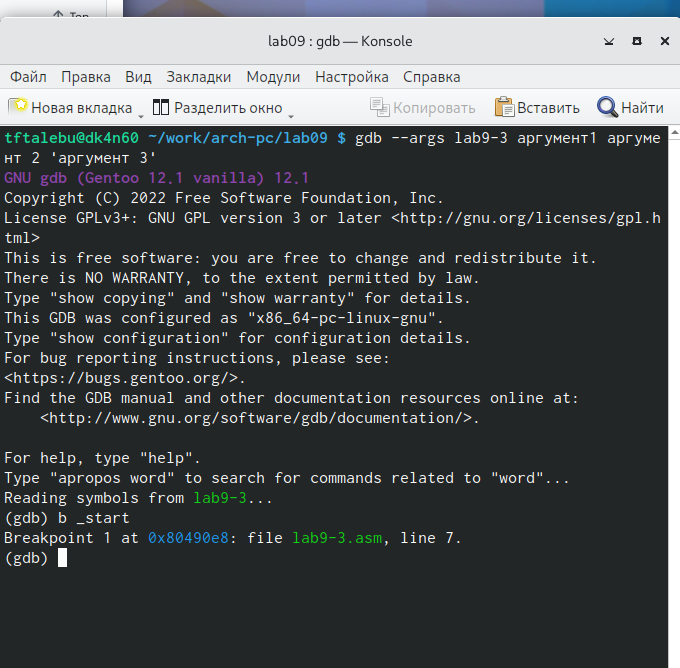 Top
lab09 : gdb — Konsole
Файл Правка Вид Закладки Модули Настройка Справка
Новая вкладка Разделить окно Копировать Вставить Найти
tftalebu@dk4n60 ~/work/arch-pc/lab09 $ gdb --args lab9-3 аргумент1 аргуме
нт 2 'аргумент 3'
GNU gdb (Gentoo 12.1 vanilla) 12.1
Copyright (C) 2022 Free Software Foundation, Inc.
License GPLv3+: GNU GPL version 3 or later <http://gnu.org/licenses/gpl.h
tml>
This is free software: you are free to change and redistribute it.
There is NO WARRANTY, to the extent permitted by law.
Type "show copying" and "show warranty" for details.
This GDB was configured as "x86_64-pc-linux-gnu".
Type "show configuration" for configuration details.
For bug reporting instructions, please see:
<https://bugs.gentoo.org/>.
Find the GDB manual and other documentation resources online at:
    <http://www.gnu.org/software/gdb/documentation/>.

For help, type "help".
Type "apropos word" to search for commands related to "word"...
Reading symbols from lab9-3...
(gdb) b _start
Breakpoint 1 at 0x80490e8: file lab9-3.asm, line 7.
(gdb)